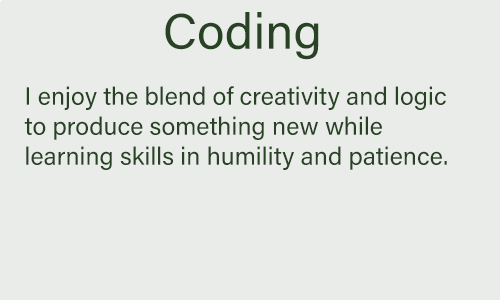 Coding
I enjoy the blend of creativity and logic
to produce something new while
learning skills in humility and patience.